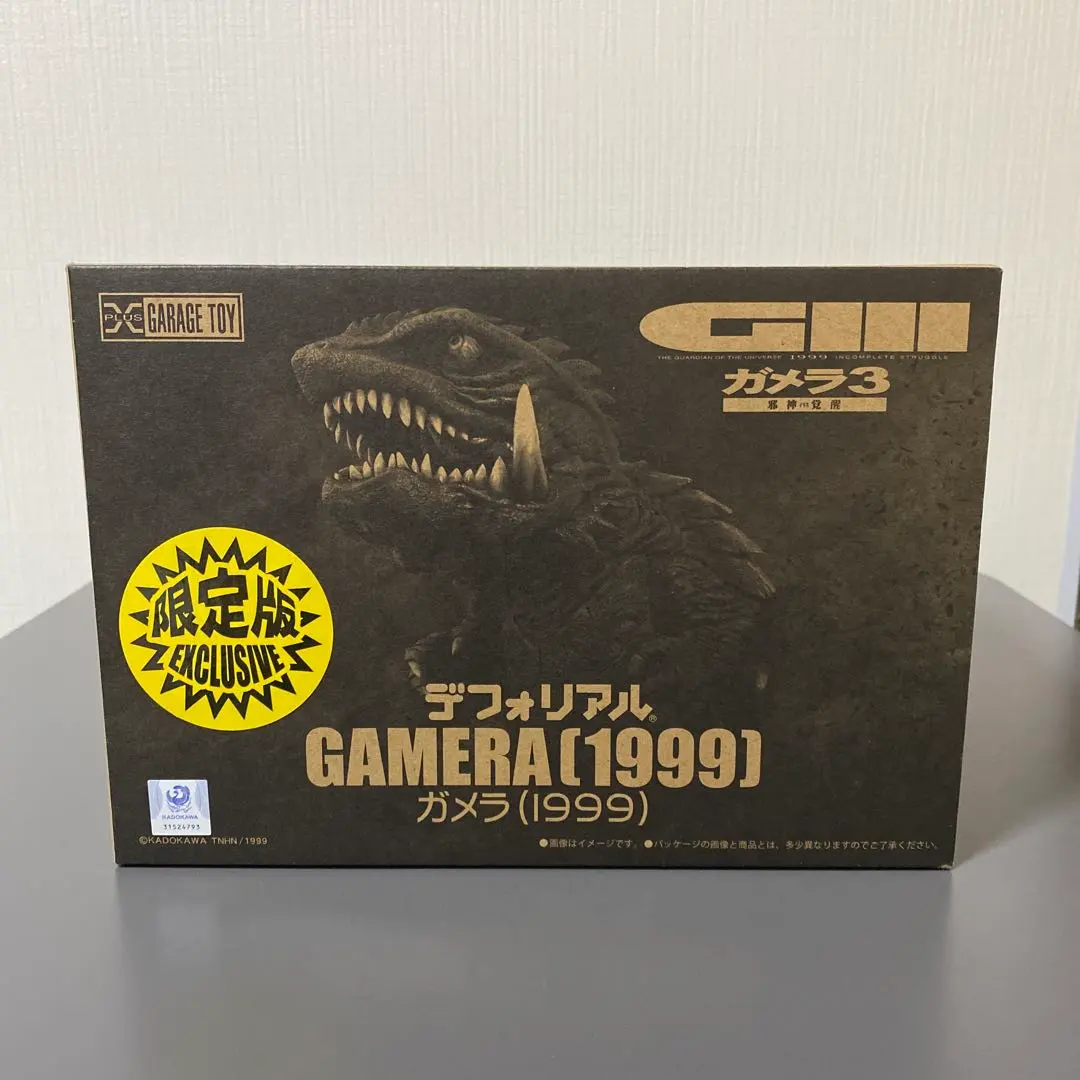 X PLUS GARAGE TOY
GIII
THE GUARDIAN OF THE UNIVERSE 1999 INCOMPLETE STRUGGLE
ガメラ3
邪神〈イリス〉覚醒
限定版
EXCLUSIVE
デフォリアル®
GAMERA(1999)
ガメラ(1999)
KADOKAWA
31524793
©KADOKAWA TNHN/1999
●画像はイメージです。●パッケージの画像と商品とは、多少異なりますのでご了承ください。